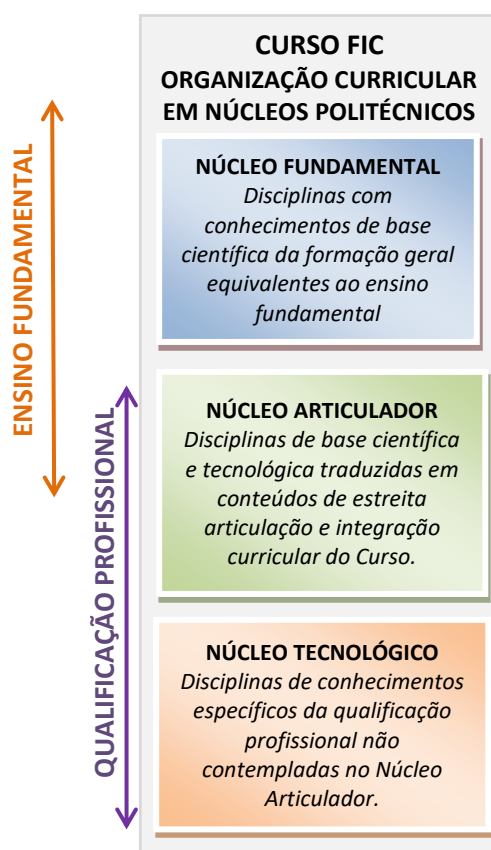 CURSO FIC
ORGANIZAÇÃO CURRICULAR
EM NÚCLEOS POLITÉCNICOS
ENSINO FUNDAMENTAL
NÚCLEO FUNDAMENTAL
Disciplinas com
conhecimentos de base
científica da formação geral
equivalentes ao ensino
fundamental
QUALIFICAÇÃO PROFISSIONAL
NÚCLEO ARTICULADOR
Disciplinas de base científica
e tecnológica traduzidas em
conteúdos de estreita
articulação e integração
curricular do Curso.
NÚCLEO TECNOLÓGICO
Disciplinas de conhecimentos
específicos da qualificação
profissional não
contempladas no Núcleo
Articulador.